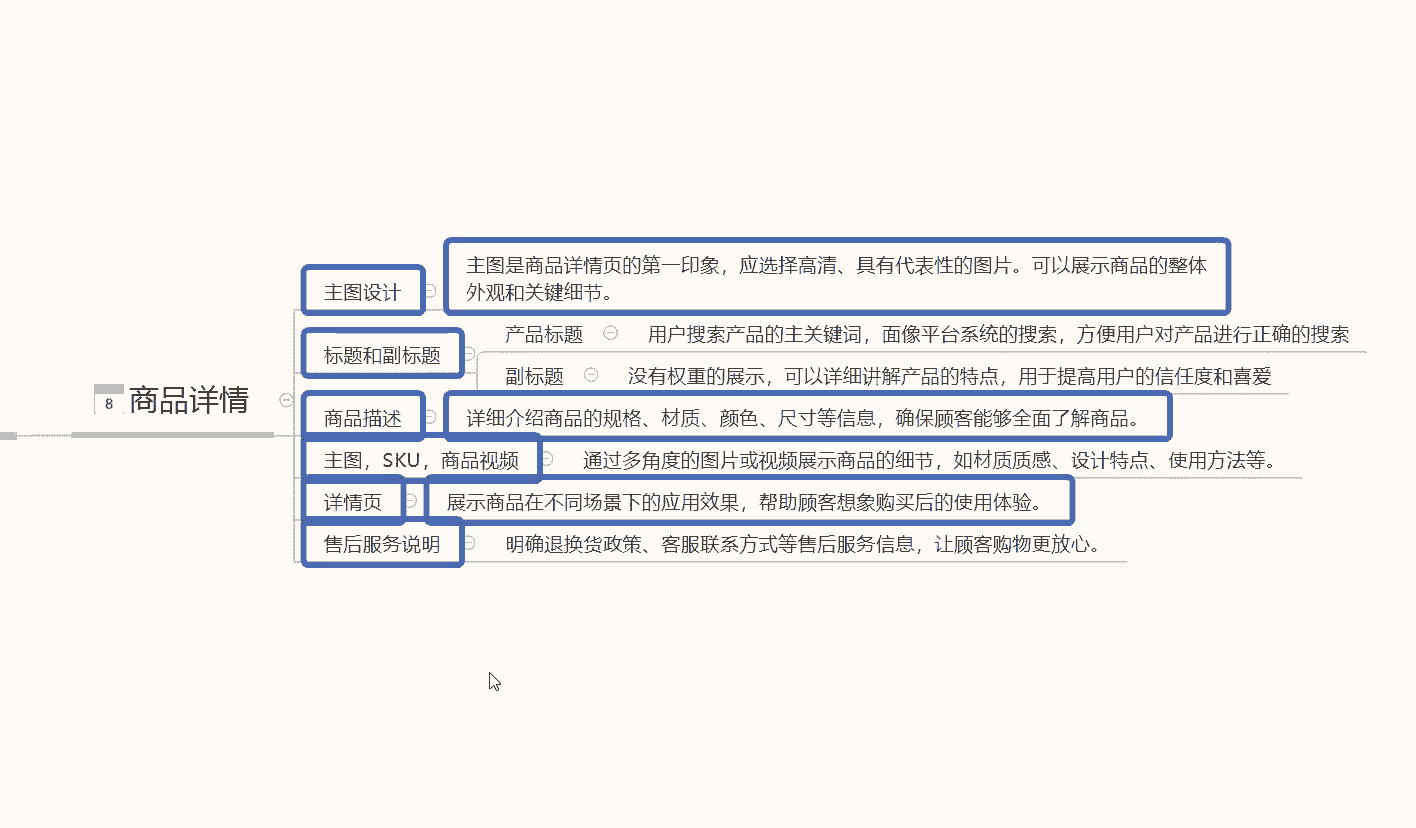 8 商品详情
主图设计
主图是商品详情页的第一印象，应选择高清、具有代表性的图片。可以展示商品的整体
外观和关键细节。
标题和副标题
产品标题
用户搜索产品的主关键词，面像平台系统的搜索，方便用户对产品进行正确的搜索
副标题
没有权重的展示，可以详细讲解产品的特点，用于提高用户的信任度和喜爱
商品描述
详细介绍商品的规格、材质、颜色、尺寸等信息，确保顾客能够全面了解商品。
主图，SKU，商品视频
通过多角度的图片或视频展示商品的细节，如材质质感、设计特点、使用方法等。
详情页
展示商品在不同场景下的应用效果，帮助顾客想象购买后的使用体验。
售后服务说明
明确退换货政策、客服联系方式等售后服务信息，让顾客购物更放心。